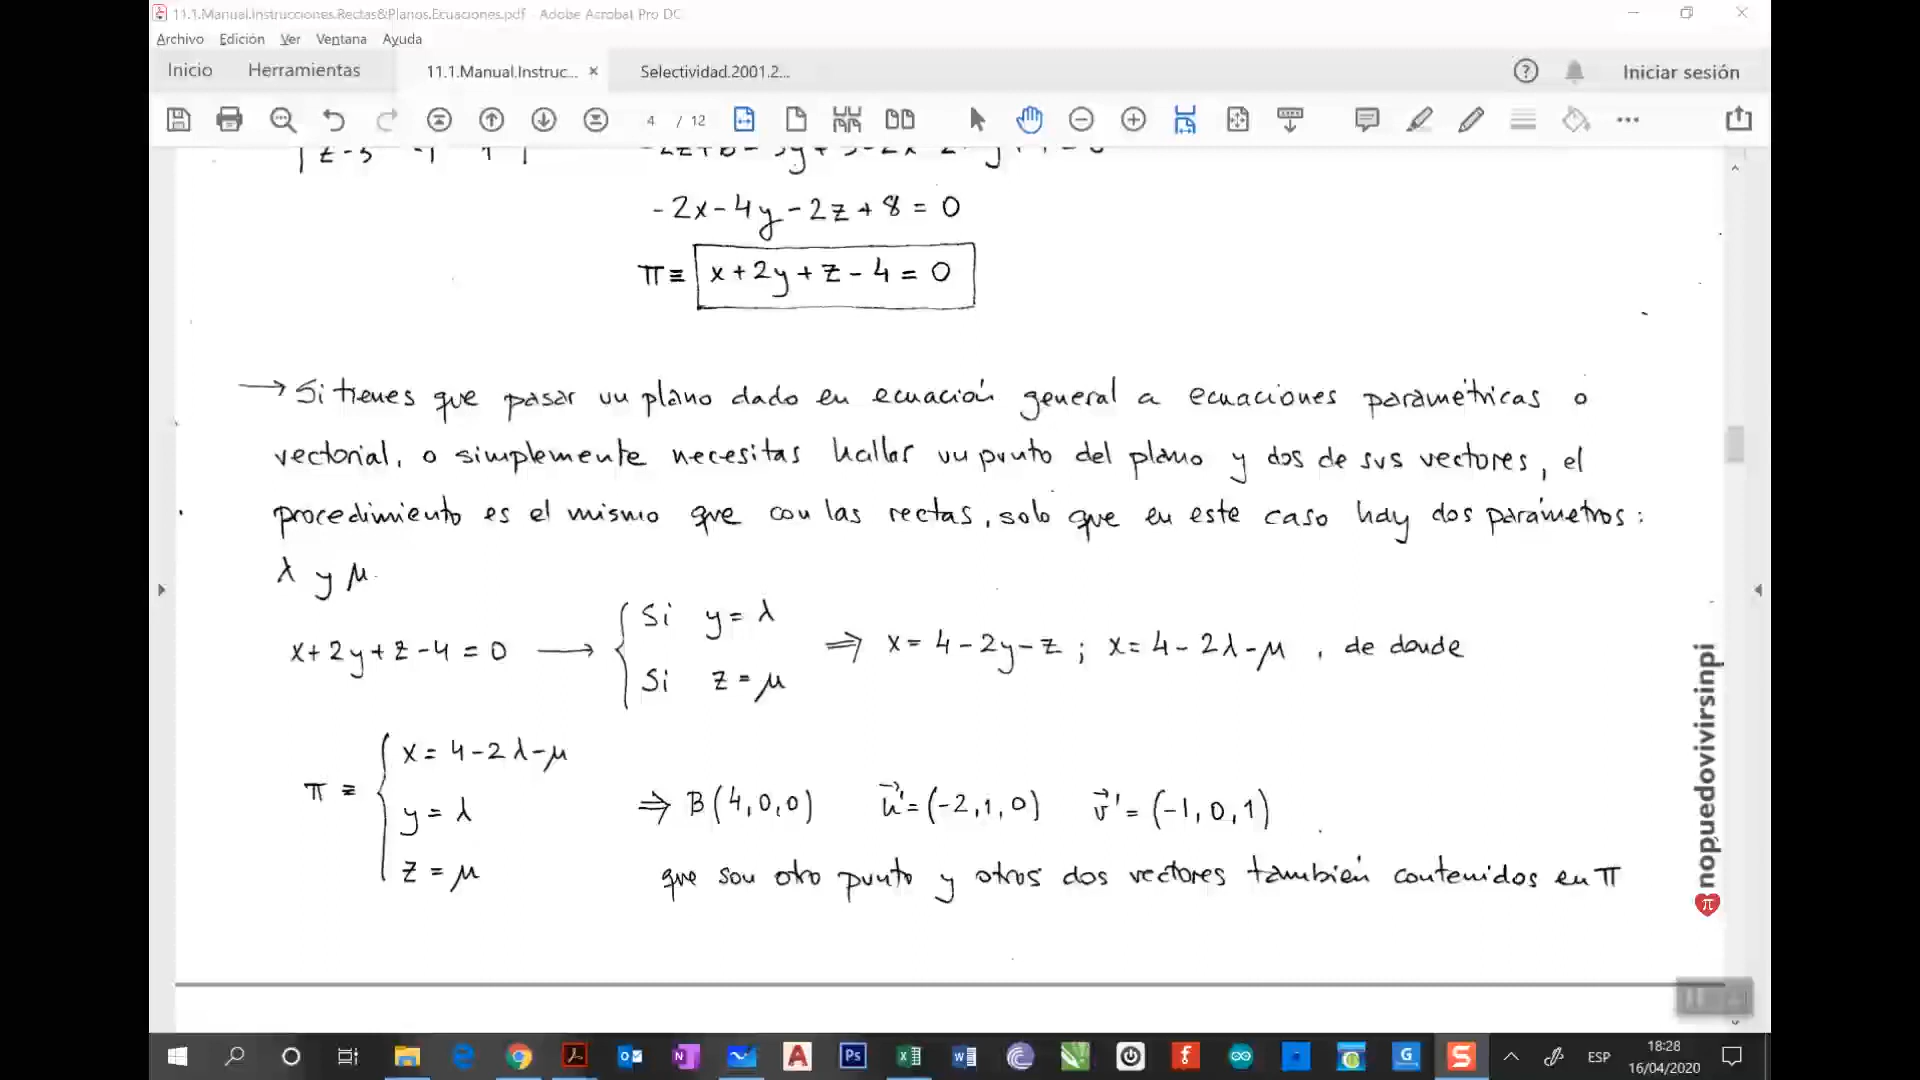 11.1.Manual.Instrucciones.Rectas&Planos.Ecuaciones.pdf - Adobe Acrobat Pro DC
Archivo Edición Ver Ventana Ayuda
Inicio Herramientas 11.1.Manual.Instruc... × Selectividad.2001.2... Iniciar sesión
4 / 12
-2x-4y-2z+8=0
π≡ x+2y+z-4=0
→ Si tienes que pasar un plano dado en ecuación general a ecuaciones paramétricas o
vectorial, o simplemente necesitas hallar un punto del plano y dos de sus vectores, el
procedimiento es el mismo que con las rectas, solo que en este caso hay dos parámetros:
λ y μ.
x+2y+z-4=0 → { Si y=λ
Si z=μ ⇒ x=4-2y-z; x=4-2λ-μ, de donde
π≡ { x=4-2λ-μ
y=λ ⇒ B(4,0,0) u⃗'=(-2,1,0) v⃗'=(-1,0,1)
z=μ que son otro punto y otros dos vectores también contenidos en π
nopuedovivirsinpi
π
ESP
18:28
16/04/2020